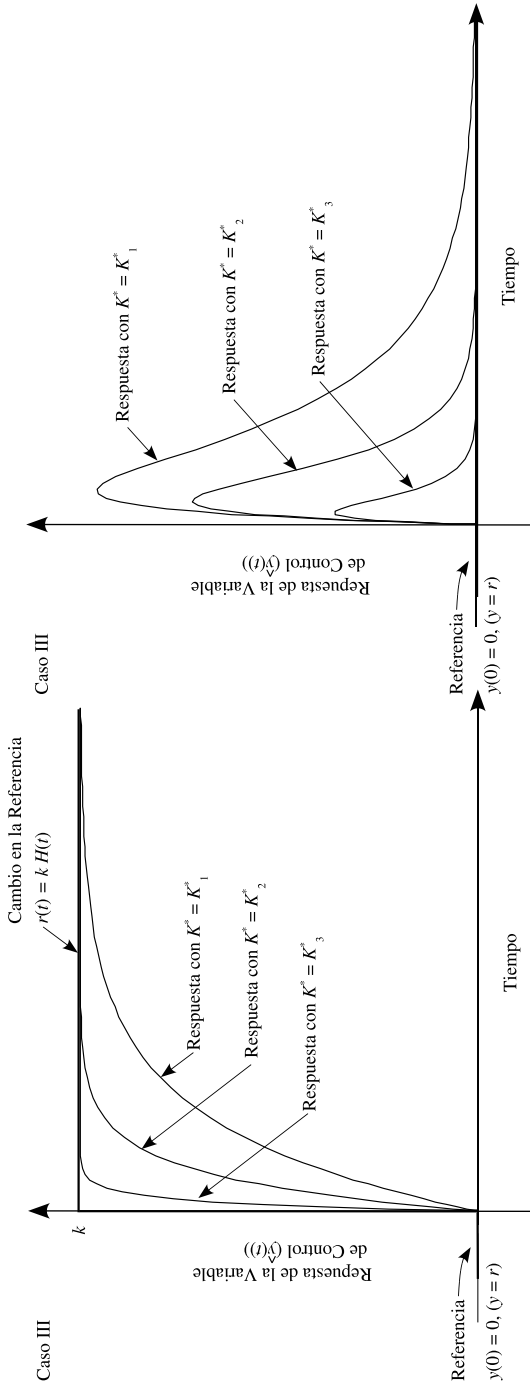 Caso III
Repuesta de la Variable
de Control (ŷ(t))
k
Cambio en la Referencia
r(t) = k H(t)
Respuesta con K* = K*₁
Respuesta con K* = K*₂
Respuesta con K* = K*₃
Referencia
y(0) = 0, (y = r)
Tiempo
Caso III
Repuesta de la Variable
de Control (ŷ(t))
Respuesta con K* = K*₁
Respuesta con K* = K*₂
Respuesta con K* = K*₃
Referencia
y(0) = 0, (y = r)
Tiempo